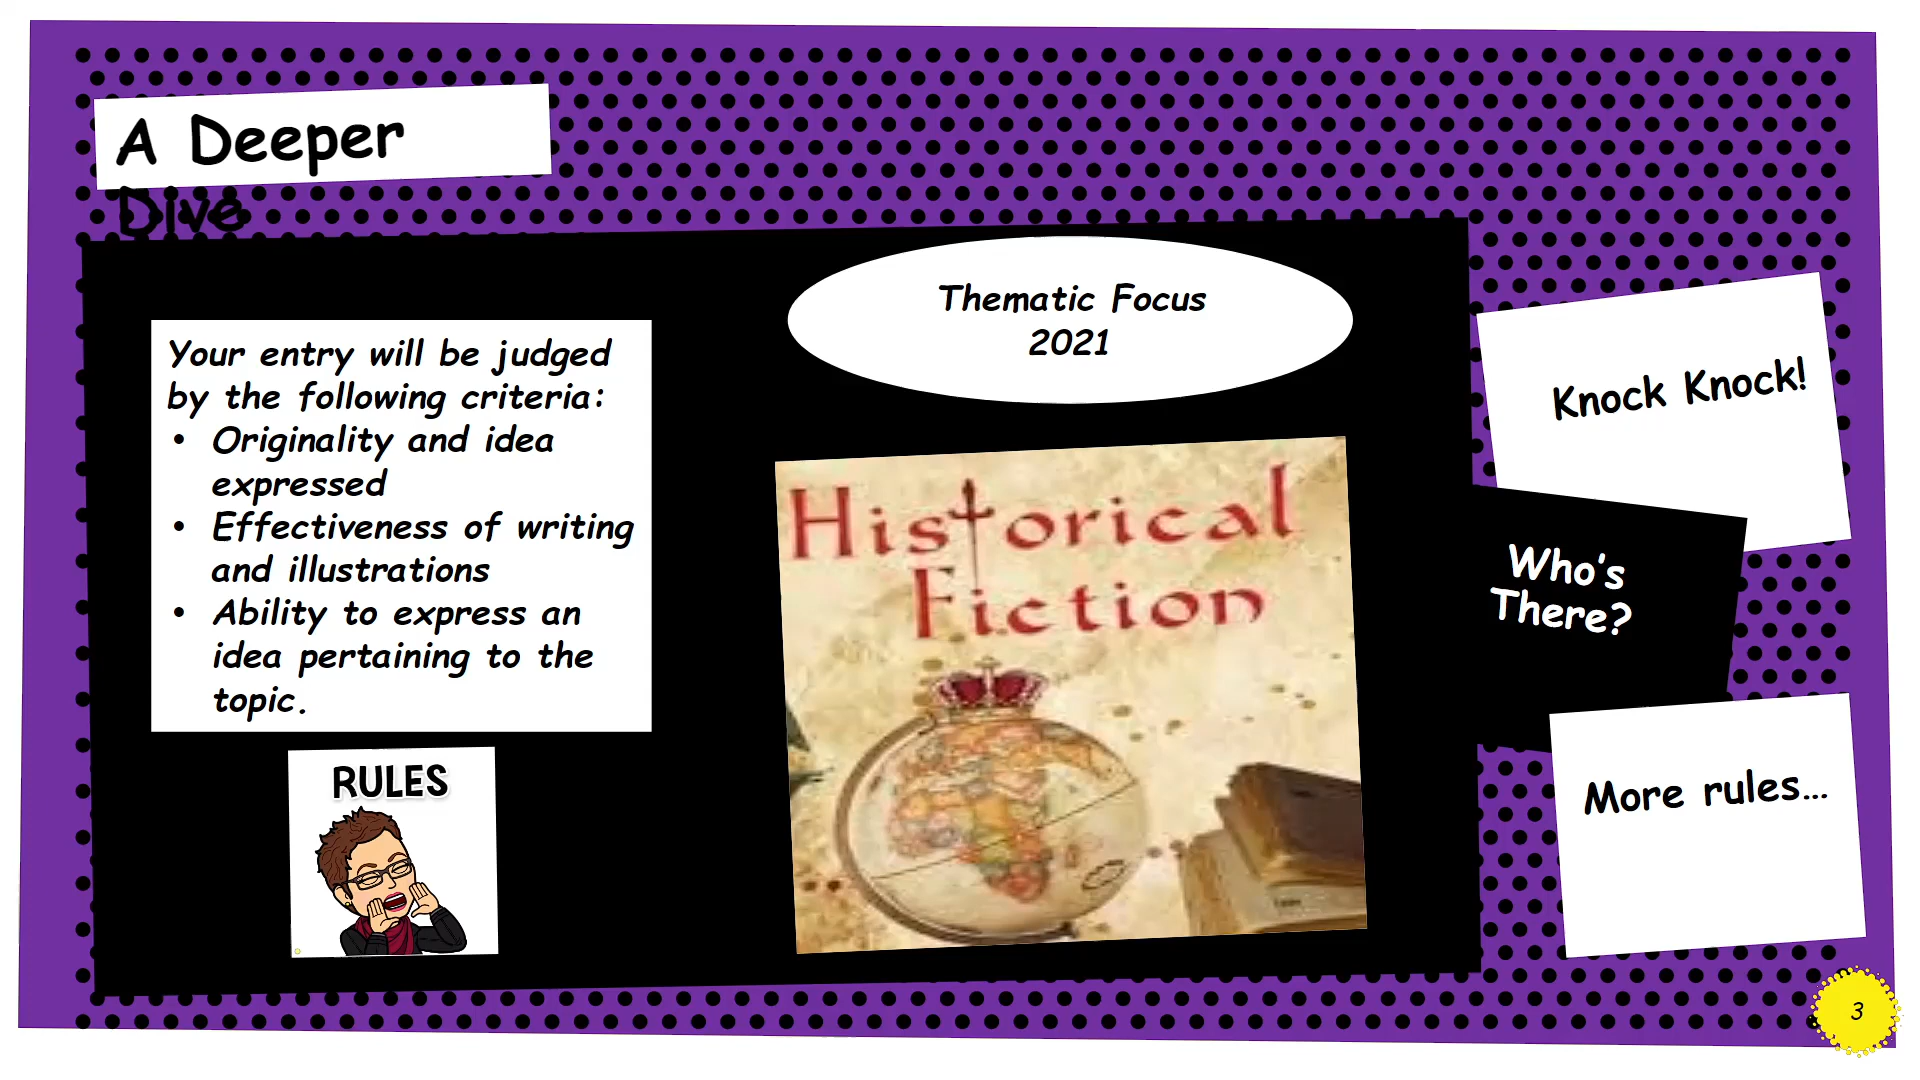 A Deeper
Dive
Your entry will be judged
by the following criteria:
• Originality and idea
expressed
• Effectiveness of writing
and illustrations
• Ability to express an
idea pertaining to the
topic.
RULES
Thematic Focus
2021
Historical
Fiction
Knock Knock!
Who's
There?
More rules...
3